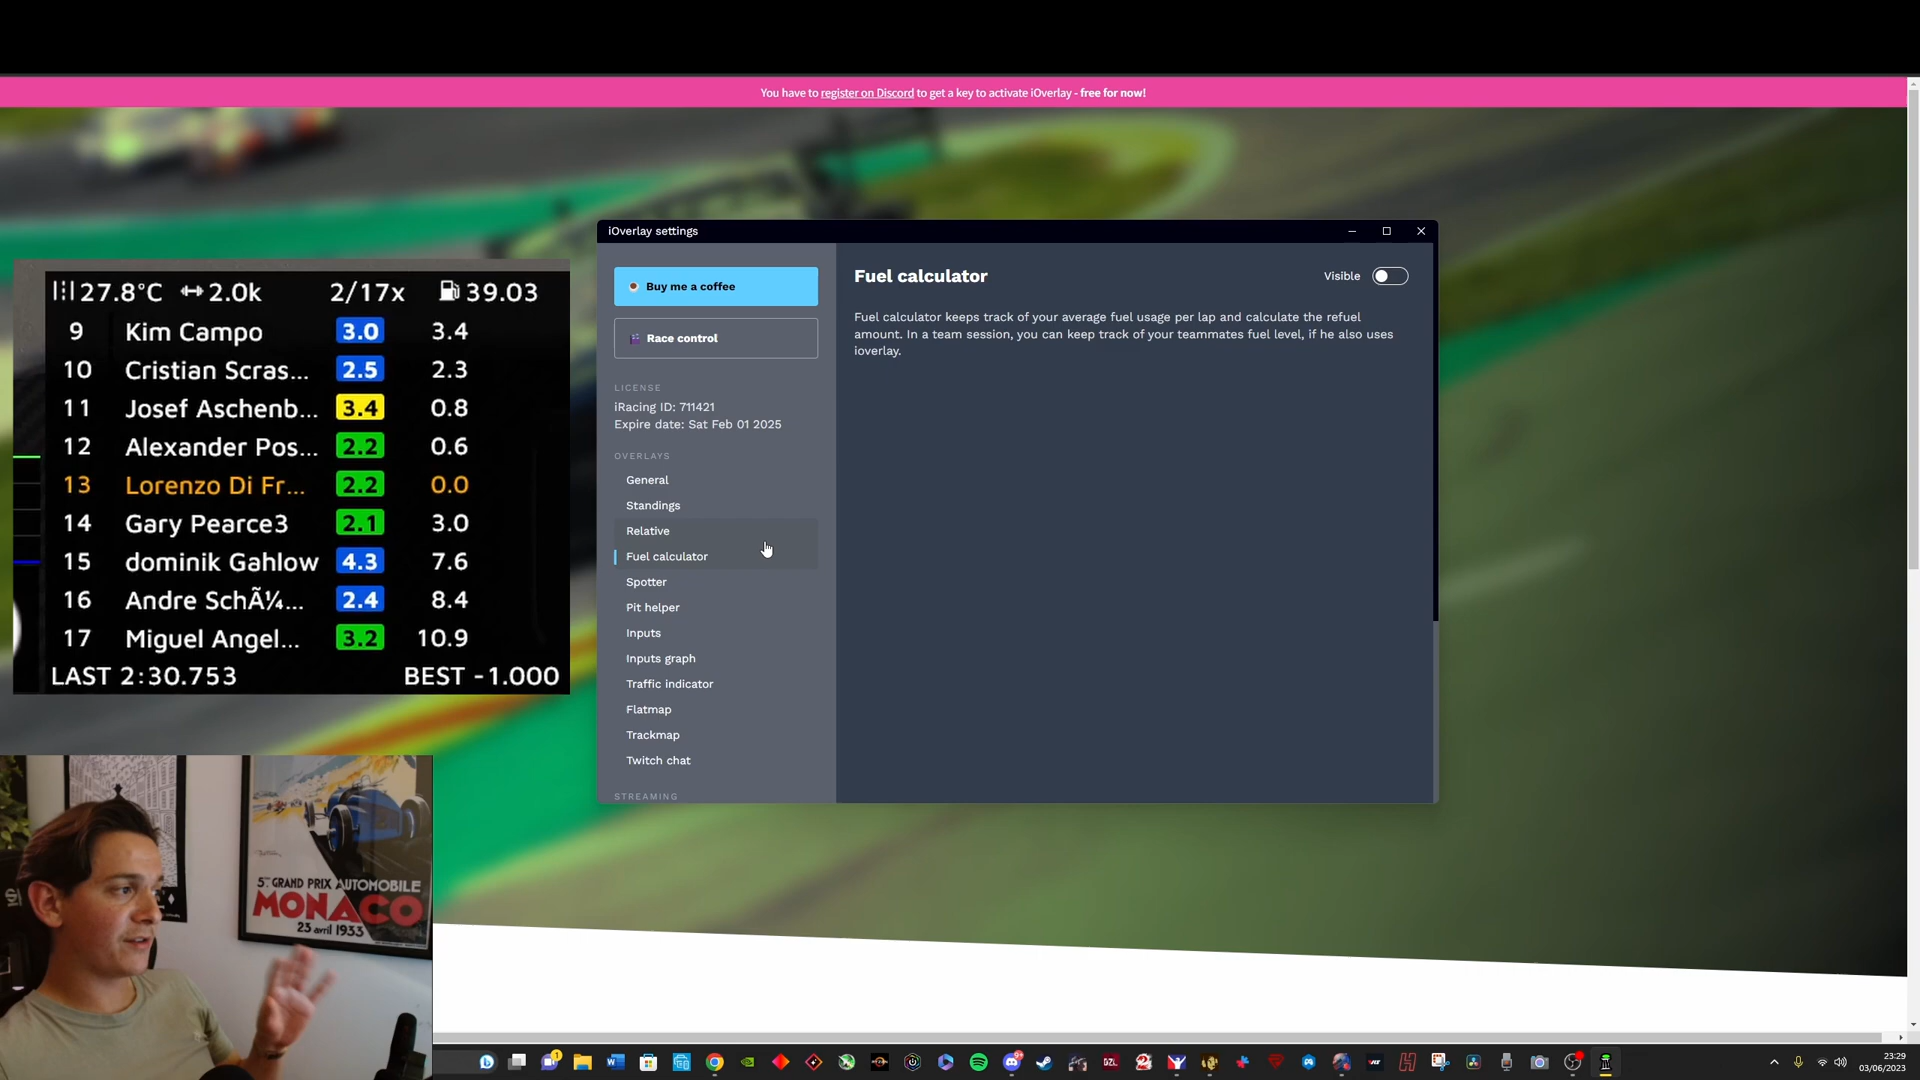 You have to register on Discord to get a key to activate iOverlay - free for now!
iOverlay settings
Buy me a coffee
Race control
LICENSE
iRacing ID: 711421
Expire date: Sat Feb 01 2025
OVERLAYS
General
Standings
Relative
Fuel calculator
Spotter
Pit helper
Inputs
Inputs graph
Traffic indicator
Flatmap
Trackmap
Twitch chat
STREAMING
Fuel calculator
Visible
Fuel calculator keeps track of your average fuel usage per lap and calculate the refuel
amount. In a team session, you can keep track of your teammates fuel level, if he also uses
ioverlay.
27.8°C 2.0k 2/17x 39.03
9 Kim Campo 3.0 3.4
10 Cristian Scras... 2.5 2.3
11 Josef Aschenb... 3.4 0.8
12 Alexander Pos... 2.2 0.6
13 Lorenzo Di Fr... 2.2 0.0
14 Gary Pearce3 2.1 3.0
15 dominik Gahlow 4.3 7.6
16 Andre SchÃ¼... 2.4 8.4
17 Miguel Angel... 3.2 10.9
LAST 2:30.753 BEST -1.000
5e GRAND PRIX AUTOMOBILE
MONACO
23 avril 1933
23:29
03/06/2023